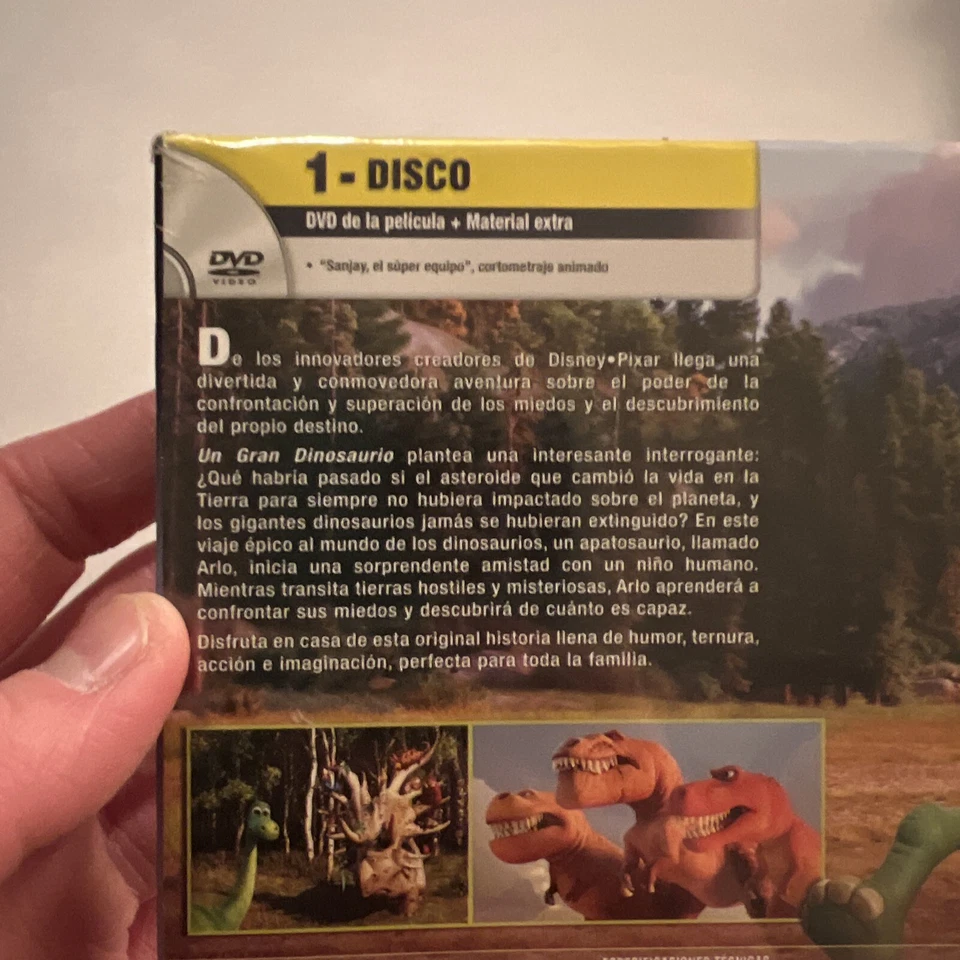 1 - DISCO
DVD de la película + Material extra
DVD
VIDEO
• "Sanjay, el súper equipo", cortometraje animado
De los innovadores creadores de Disney•Pixar llega una
divertida y conmovedora aventura sobre el poder de la
confrontación y superación de los miedos y el descubrimiento
del propio destino.
Un Gran Dinosaurio plantea una interesante interrogante:
¿Qué habría pasado si el asteroide que cambió la vida en la
Tierra para siempre no hubiera impactado sobre el planeta, y
los gigantes dinosaurios jamás se hubieran extinguido? En este
viaje épico al mundo de los dinosaurios, un apatosaurio, llamado
Arlo, inicia una sorprendente amistad con un niño humano.
Mientras transita tierras hostiles y misteriosas, Arlo aprenderá a
confrontar sus miedos y descubrirá de cuánto es capaz.
Disfruta en casa de esta original historia llena de humor, ternura,
acción e imaginación, perfecta para toda la familia.
ESPECIFICACIONES TÉCNICAS